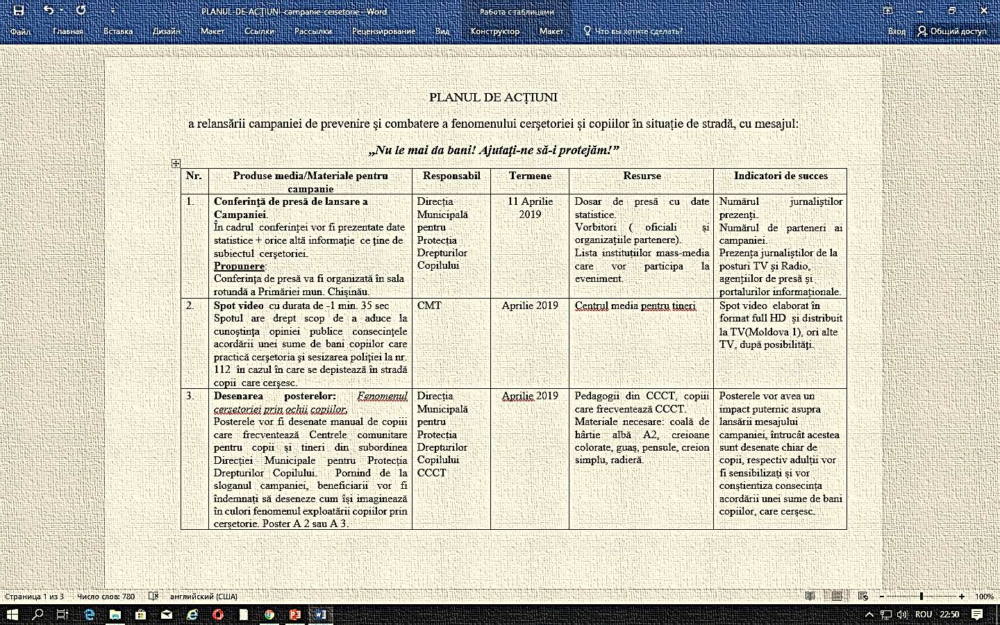 PLANUL-DE-ACȚIUNI-campanie-cersetorie - Word
Работа с таблицами
Файл
Главная
Вставка
Дизайн
Макет
Ссылки
Рассылки
Рецензирование
Вид
Конструктор
Макет
Что вы хотите сделать?
Вход
Общий доступ
PLANUL DE ACȚIUNI
a relansării campaniei de prevenire şi combatere a fenomenului cerşetoriei și copiilor în situație de stradă, cu mesajul:
„Nu le mai da bani! Ajutați-ne să-i protejăm!”
Nr.
Produse media/Materiale pentru
campanie
Responsabil
Termene
Resurse
Indicatori de succes
1.
Conferință de presă de lansare a
Campaniei.
În cadrul conferinței vor fi prezentate date
statistice + orice altă informație ce ține de
subiectul cerșetoriei.
Propunere:
Conferința de presă va fi organizată în sala
rotundă a Primăriei mun. Chișinău.
Direcția
Municipală
pentru
Protecția
Drepturilor
Copilului
11 Aprilie
2019
Dosar de presă cu date
statistice.
Vorbitori ( oficiali și
organizațiile partenere).
Lista instituțiilor mass-media
care vor participa la
eveniment.
Numărul jurnaliștilor
prezenți.
Numărul de parteneri ai
campaniei.
Prezența jurnaliștilor de la
posturi TV și Radio,
agențiilor de presă și
portalurilor informaționale.
2.
Spot video cu durata de -1 min. 35 sec
Spotul are drept scop de a aduce la
cunoștința opiniei publice consecințele
acordării unei sume de bani copiilor care
practică cerșetoria şi sesizarea poliției la nr.
112 în cazul în care se depistează în stradă
copii care cerşesc.
CMT
Aprilie 2019
Centrul media pentru tineri
Spot video elaborat în
format full HD și distribuit
la TV(Moldova 1), ori alte
TV, după posibilități.
3.
Desenarea posterelor: Fenomenul
cerșetoriei prin ochii copiilor.
Posterele vor fi desenate manual de copiii
care frecventează Centrele comunitare
pentru copii și tineri din subordinea
Direcției Municipale pentru Protecția
Drepturilor Copilului. Pornind de la
sloganul campaniei, beneficiarii vor fi
îndemnați să deseneze cum își imaginează
în culori fenomenul exploatării copiilor prin
cerșetorie. Poster A 2 sau A 3.
Direcția
Municipală
pentru
Protecția
Drepturilor
Copilului
CCCT
Aprilie 2019
Pedagogii din CCCT, copiii
care frecventează CCCT.
Materiale necesare: coală de
hârtie albă A2, creioane
colorate, guaș, pensule, creion
simplu, radieră.
Posterele vor avea un
impact puternic asupra
lansării mesajului
campaniei, întrucât acestea
sunt desenate chiar de
copii, respectiv adulții vor
fi sensibilizați și vor
conștientiza consecința
acordării unei sume de bani
copiilor, care cerșesc.
Страница 1 из 3
Число слов: 780
английский (США)
100%
ROU
22:50